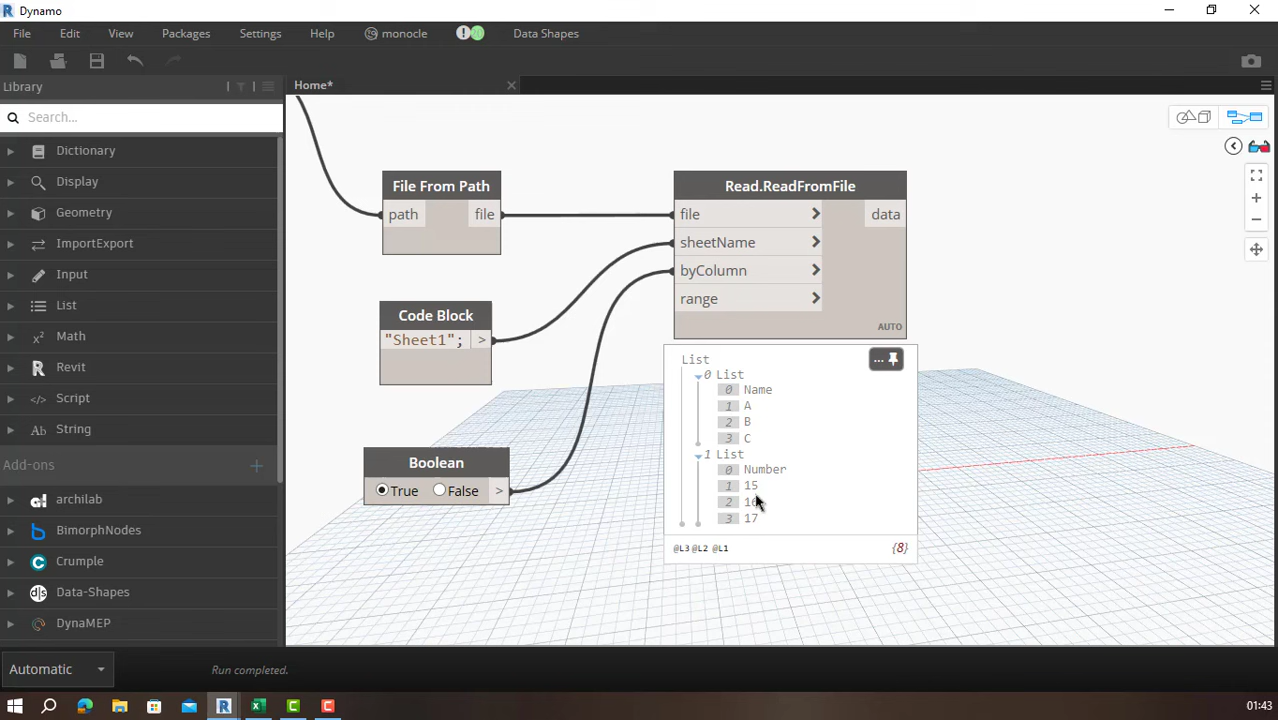 Dynamo
File Edit View Packages Settings Help monocle Data Shapes
Library
Home*
Search...
Dictionary
Display
Geometry
ImportExport
Input
List
Math
Revit
Script
Ab String
Add-ons
archilab
BimorphNodes
Crumple
Data-Shapes
DynaMEP
File From Path
path file
Code Block
"Sheet1"; >
Boolean
True False >
Read.ReadFromFile
file data
sheetName
byColumn
range
AUTO
List
0 List
0 Name
1 A
2 B
3 C
1 List
0 Number
1 15
2 16
3 17
@L3 @L2 @L1 {8}
Automatic Run completed.
01:43